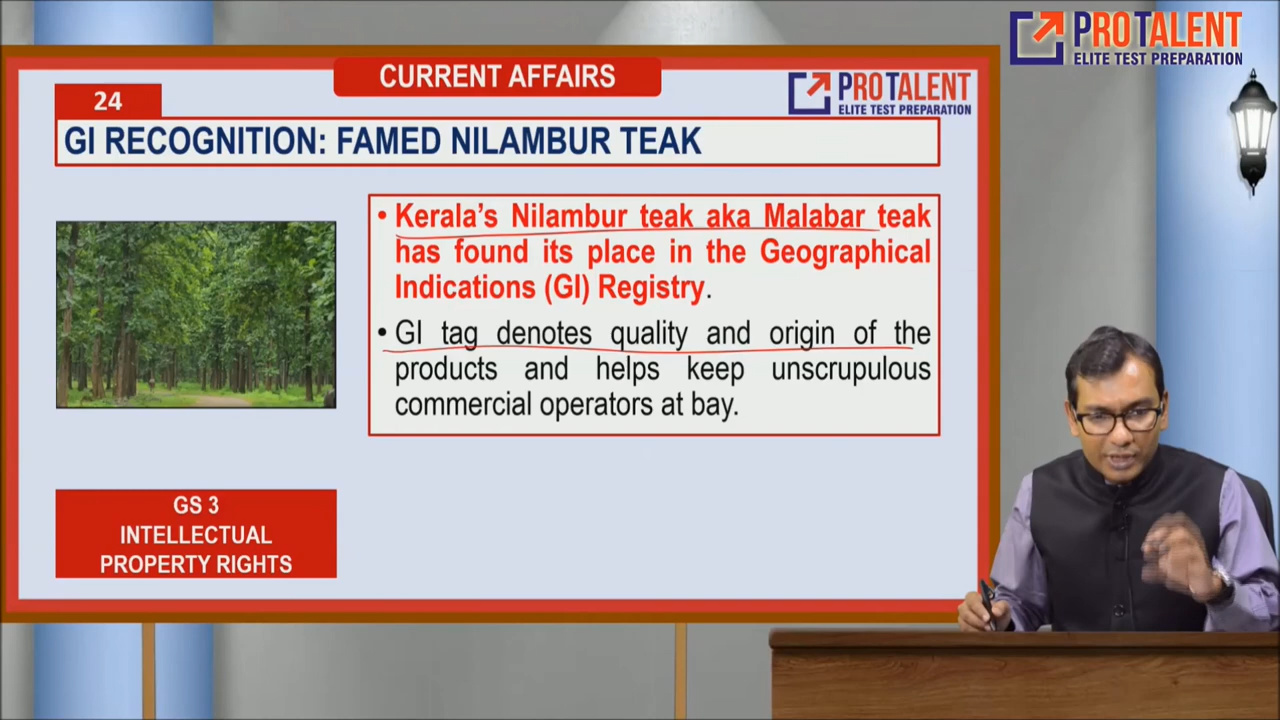 PROTALENT
ELITE TEST PREPARATION
CURRENT AFFAIRS
PROTALENT
ELITE TEST PREPARATION
24
GI RECOGNITION: FAMED NILAMBUR TEAK
• Kerala’s Nilambur teak aka Malabar teak
has found its place in the Geographical
Indications (GI) Registry.
• GI tag denotes quality and origin of the
products and helps keep unscrupulous
commercial operators at bay.
GS 3
INTELLECTUAL
PROPERTY RIGHTS